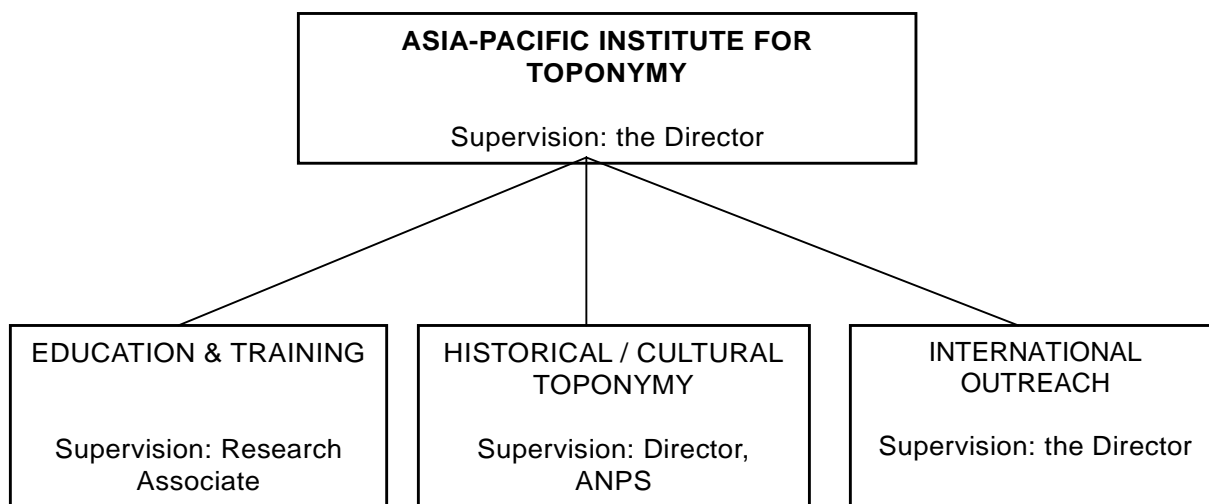 ASIA-PACIFIC INSTITUTE FOR
TOPONYMY
Supervision: the Director
EDUCATION & TRAINING
Supervision: Research
Associate
HISTORICAL / CULTURAL
TOPONYMY
Supervision: Director,
ANPS
INTERNATIONAL
OUTREACH
Supervision: the Director